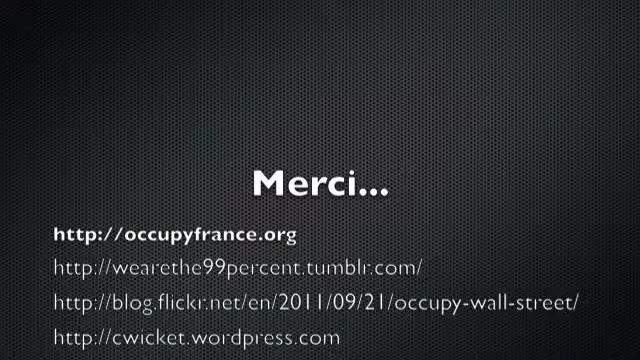 Merci...
http://occupyfrance.org
http://wearethe99percent.tumblr.com/
http://blog.flickr.net/en/2011/09/21/occupy-wall-street/
http://cwicket.wordpress.com